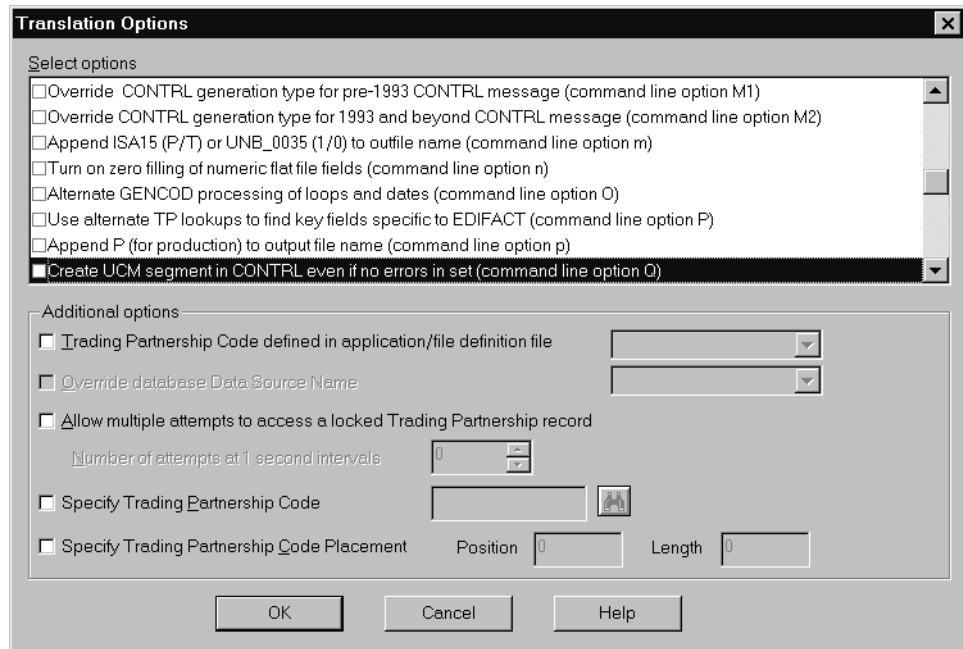 Translation Options
Select options
Override CONTRL generation type for pre-1993 CONTRL message (command line option M1)
Override CONTRL generation type for 1993 and beyond CONTRL message (command line option M2)
Append ISA15 (P/T) or UNB_0035 (1/0) to outfile name (command line option m)
Turn on zero filling of numeric flat file fields (command line option n)
Alternate GENCOD processing of loops and dates (command line option O)
Use alternate TP lookups to find key fields specific to EDIFACT (command line option P)
Append P (for production) to output file name (command line option p)
Create UCM segment in CONTRL even if no errors in set (command line option Q)
Additional options
Trading Partnership Code defined in application/file definition file
Override database Data Source Name
Allow multiple attempts to access a locked Trading Partnership record
Number of attempts at 1 second intervals 0
Specify Trading Partnership Code
Specify Trading Partnership Code Placement Position 0 Length 0
OK Cancel Help